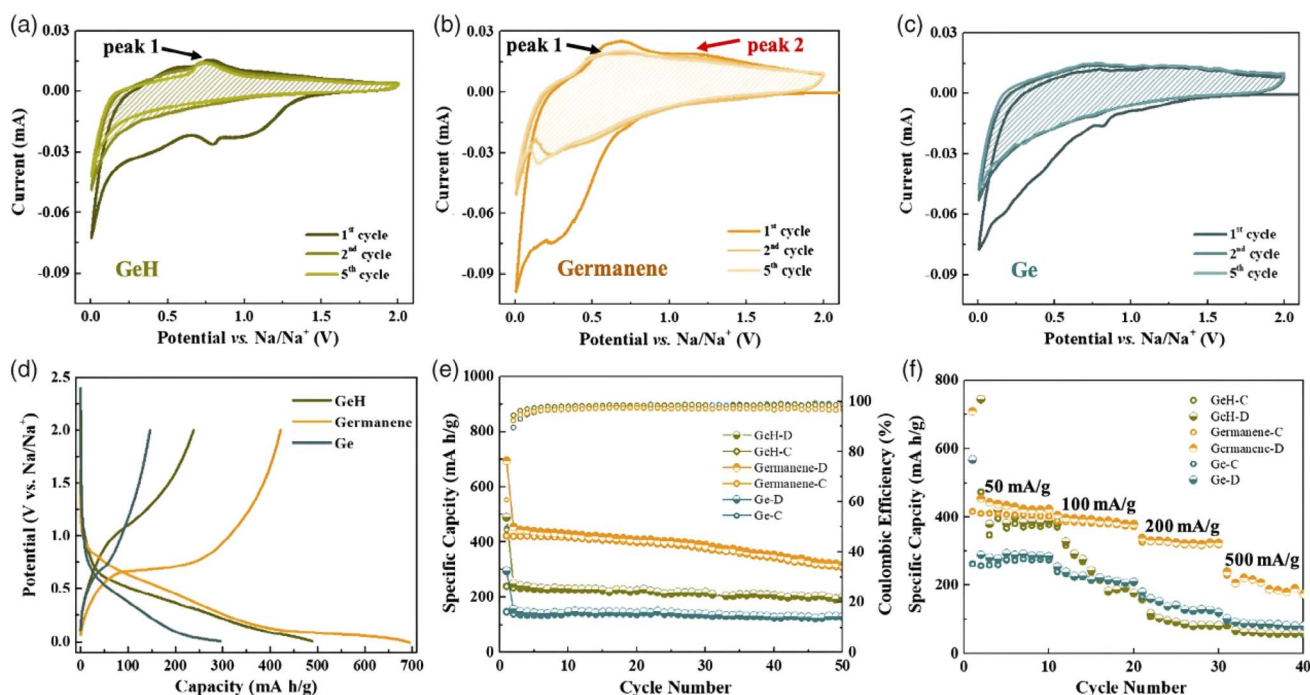 (a)
0.03
0.00
-0.03
-0.06
-0.09
Current (mA)
peak 1
1st cycle
2nd cycle
5th cycle
GeH
0.0 0.5 1.0 1.5 2.0
Potential vs. Na/Na+ (V)
(b)
0.03
0.00
-0.03
-0.06
-0.09
Current (mA)
peak 1
peak 2
1st cycle
2nd cycle
5th cycle
Germanene
0.0 0.5 1.0 1.5 2.0
Potential vs. Na/Na+ (V)
(c)
0.03
0.00
-0.03
-0.06
-0.09
Current (mA)
1st cycle
2nd cycle
5th cycle
Ge
0.0 0.5 1.0 1.5 2.0
Potential vs. Na/Na+ (V)
(d)
2.5
2.0
1.5
1.0
0.5
0.0
Potential (V vs. Na/Na+)
GeH
Germanene
Ge
0 100 200 300 400 500 600 700
Capacity (mA h/g)
(e)
1000
900
800
700
600
500
400
300
200
100
0
Specific Capcity (mA h/g)
GeH-D
GeH-C
Germanene-D
Germanene-C
Ge-D
Ge-C
100
80
60
40
20
0
Coulombic Efficiency (%)
0 10 20 30 40 50
Cycle Number
(f)
800
600
400
200
0
Specific Capcity (mA h/g)
GeH-C
GeH-D
Germanene-C
Germanene-D
Ge-C
Ge-D
50 mA/g
100 mA/g
200 mA/g
500 mA/g
0 10 20 30 40
Cycle Number